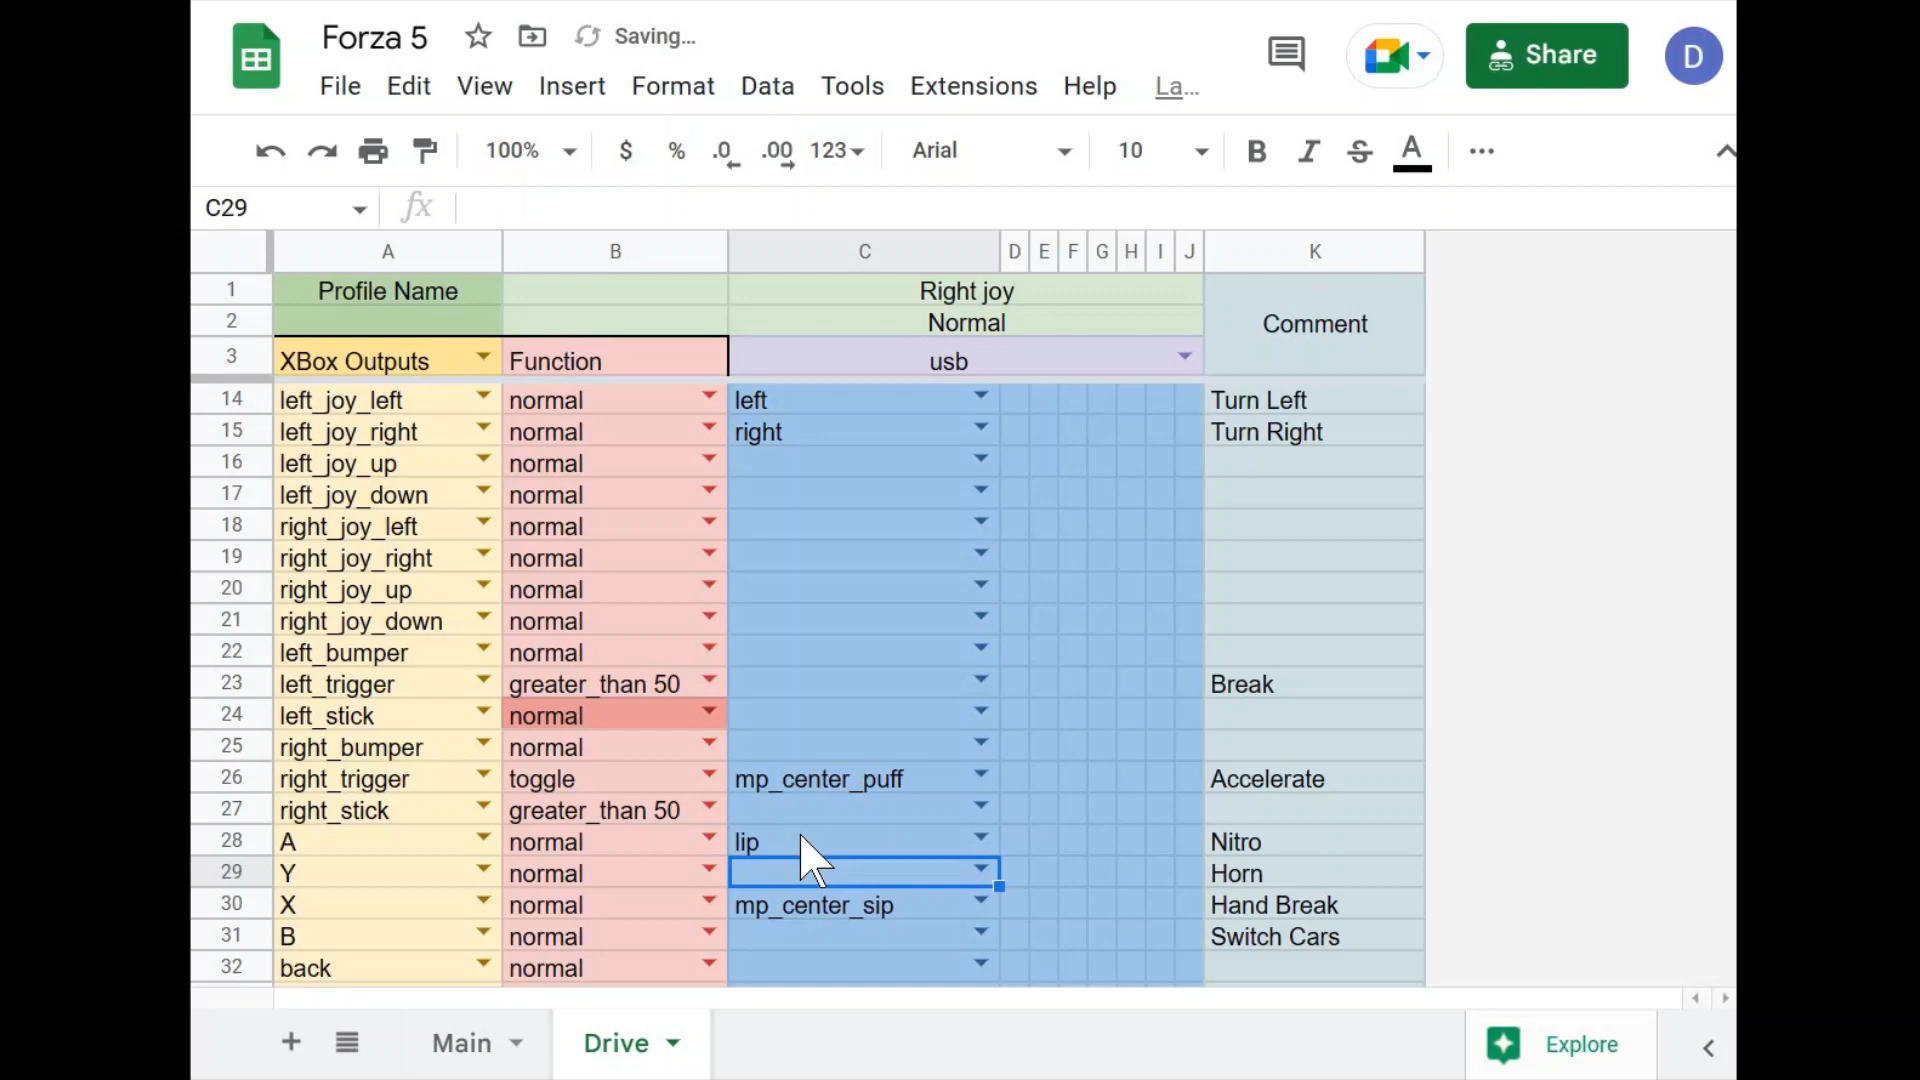 Forza 5 Saving...
File Edit View Insert Format Data Tools Extensions Help La...
Share
D
100% $ % .0 .00 123 Arial 10 B I S A ...
C29 fx
A B C D E F G H I J K
1 Profile Name Right joy
2 Normal Comment
3 XBox Outputs Function usb
14 left_joy_left normal left Turn Left
15 left_joy_right normal right Turn Right
16 left_joy_up normal
17 left_joy_down normal
18 right_joy_left normal
19 right_joy_right normal
20 right_joy_up normal
21 right_joy_down normal
22 left_bumper normal
23 left_trigger greater_than 50 Break
24 left_stick normal
25 right_bumper normal
26 right_trigger toggle mp_center_puff Accelerate
27 right_stick greater_than 50
28 A normal lip Nitro
29 Y normal Horn
30 X normal mp_center_sip Hand Break
31 B normal Switch Cars
32 back normal
+ Main Drive Explore